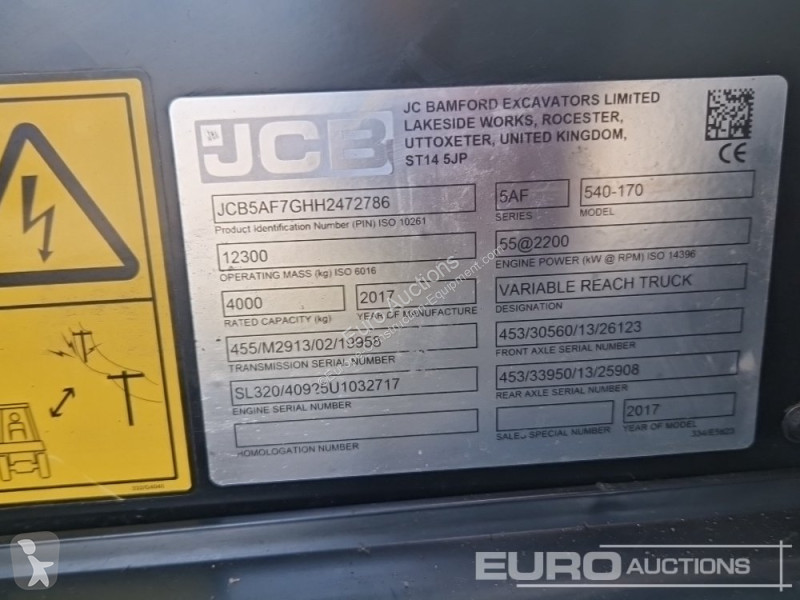 JCB
JC BAMFORD EXCAVATORS LIMITED
LAKESIDE WORKS, ROCESTER,
UTTOXETER, UNITED KINGDOM,
ST14 5JP
CE
JCB5AF7GHH2472786
Product Identification Number (PIN) ISO 10261
5AF
SERIES
540-170
MODEL
12300
OPERATING MASS (kg) ISO 6016
55@2200
ENGINE POWER (kW @ RPM) ISO 14396
4000
RATED CAPACITY (kg)
2017
YEAR OF MANUFACTURE
VARIABLE REACH TRUCK
DESIGNATION
455/M2913/02/19958
TRANSMISSION SERIAL NUMBER
453/30560/13/26123
FRONT AXLE SERIAL NUMBER
SL320/40925U1032717
ENGINE SERIAL NUMBER
453/33950/13/25908
REAR AXLE SERIAL NUMBER
HOMOLOGATION NUMBER
SALES SPECIAL NUMBER
2017
YEAR OF MODEL
EURO AUCTIONS